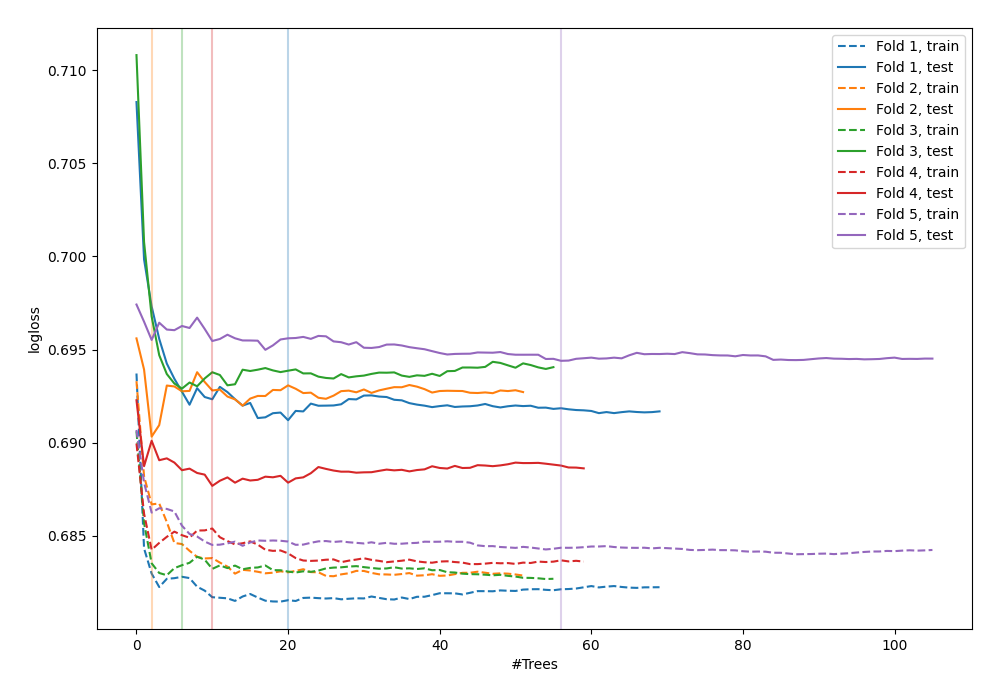 0.710
0.705
0.700
0.695
0.690
0.685
logloss
0
20
40
60
80
100
#Trees
Fold 1, train
Fold 1, test
Fold 2, train
Fold 2, test
Fold 3, train
Fold 3, test
Fold 4, train
Fold 4, test
Fold 5, train
Fold 5, test